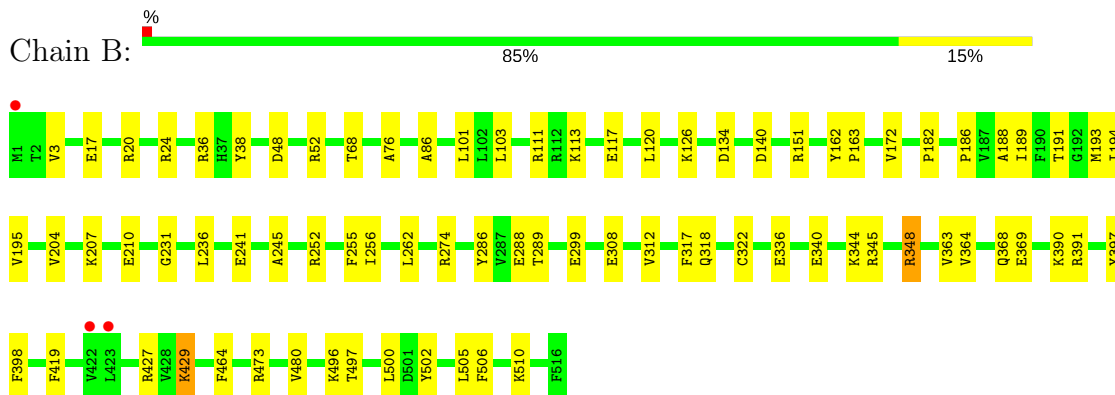 %
Chain B:
85% 15%
M1 T2 V3 E17 R20 R24 R36 H37 Y38 D48 R52 T68 A76 A86 L101 L102 L103 R111 R112 K113 E117 L120 K126 D134 D140 R151 Y162 P163 V172 P182 P186 V187 A188 I189 F190 T191 G192 M193
V195 V204 K207 E210 G231 L236 E241 A245 R252 F255 I256 L262 R274 Y286 V287 E288 T289 E299 E308 V312 F317 Q318 C322 E336 E340 K344 R345 R348 V363 V364 Q368 E369 K390 R391 Y397
F398 F419 V422 L423 R427 V428 K429 F464 R473 V480 K496 T497 L500 D501 Y502 L505 F506 K510 F516